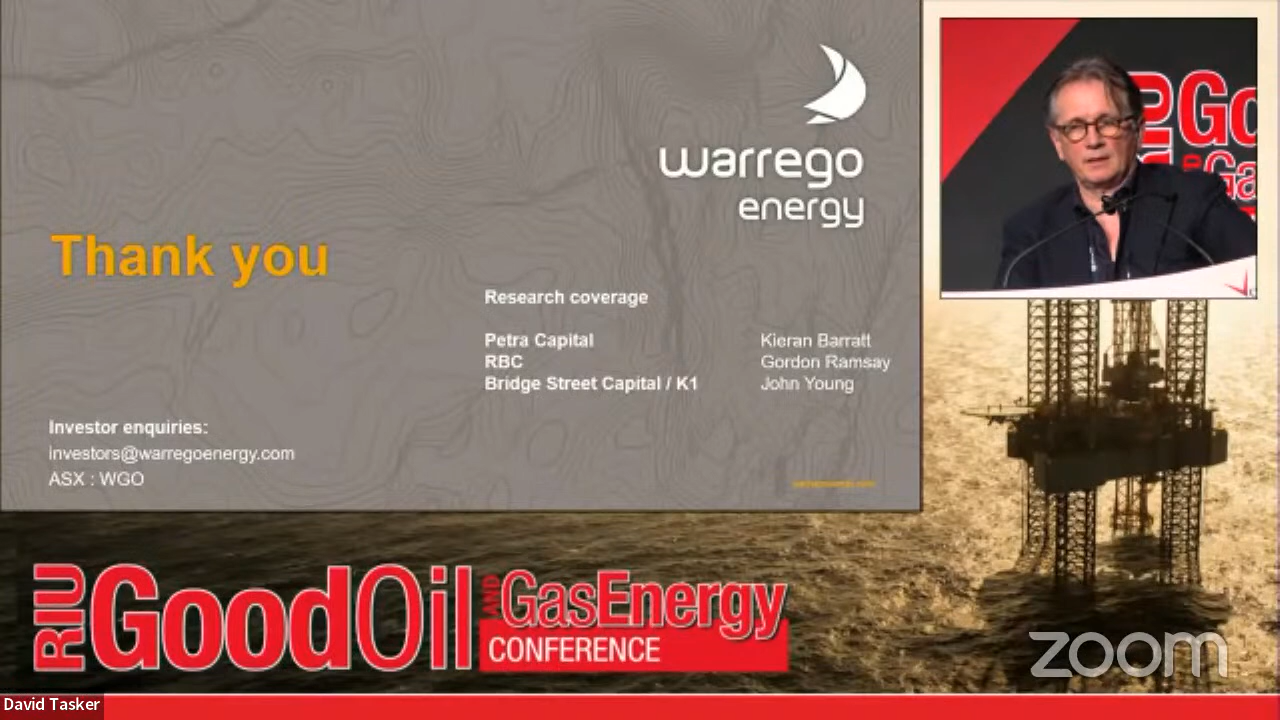 warrego
energy
Thank you
Research coverage
Petra Capital Kieran Barratt
RBC Gordon Ramsay
Bridge Street Capital / K1 John Young
Investor enquiries:
investors@warregoenergy.com
ASX : WGO
RIU GoodOil AND GasEnergy
CONFERENCE
zoom
David Tasker